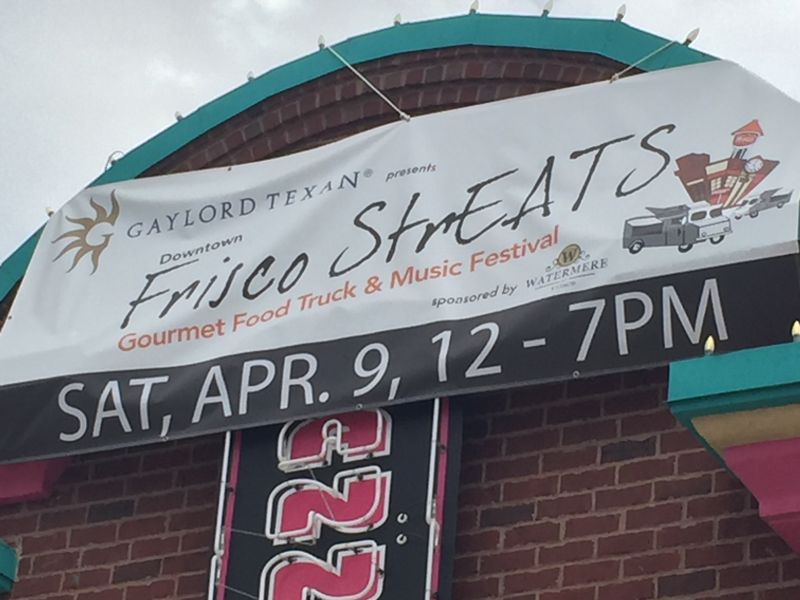 GAYLORD TEXAN® presents
Downtown
Frisco StrEATS
Gourmet Food Truck & Music Festival
sponsored by WATERMERE
SAT, APR. 9, 12 - 7PM